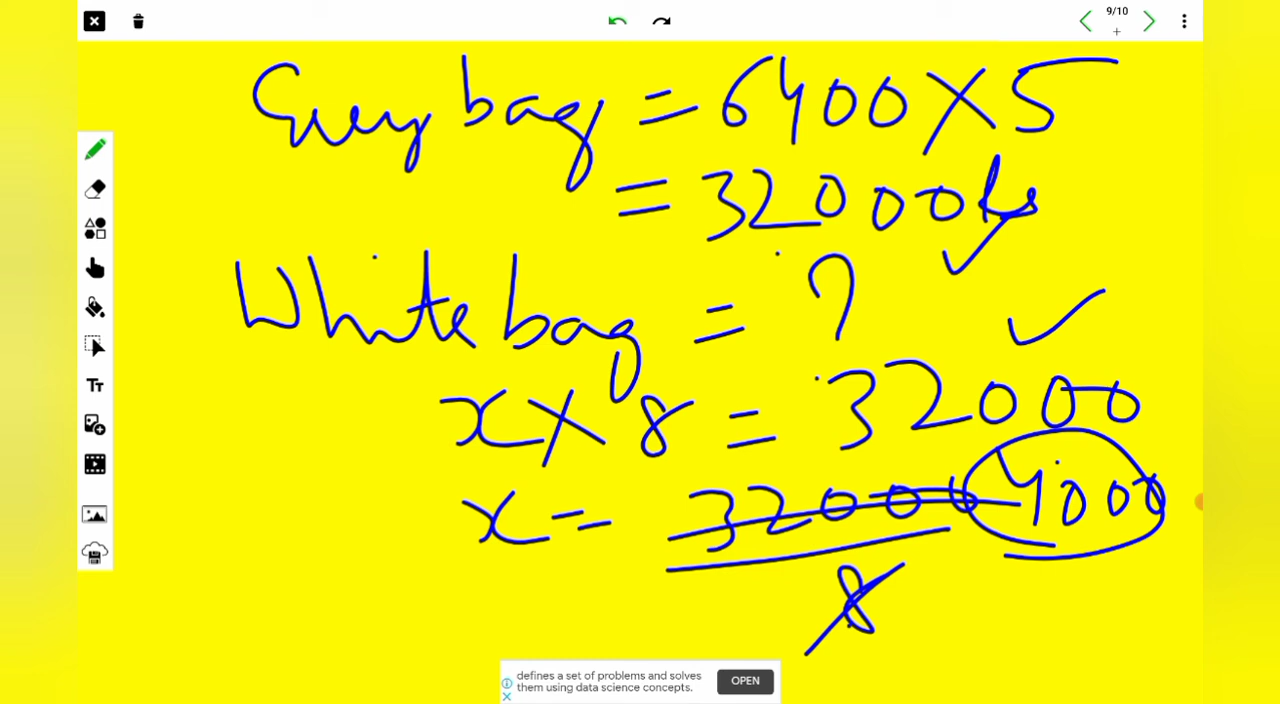 9/10
+
Grey bag = 6400 X 5
= 32000 Rs
White bag = ?
x X 8 = 32000
x = 32000 4000
8
Tт
defines a set of problems and solves
them using data science concepts.
OPEN